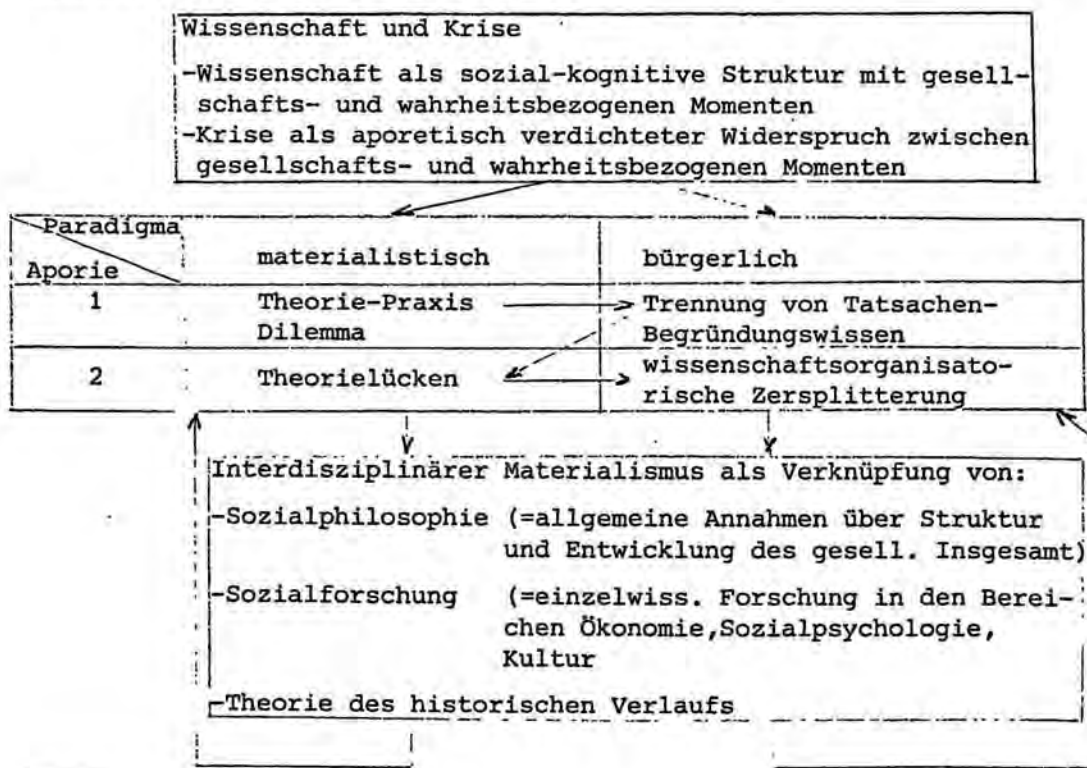 Wissenschaft und Krise
-Wissenschaft als sozial-kognitive Struktur mit gesell-
schafts- und wahrheitsbezogenen Momenten
-Krise als aporetisch verdichteter Widerspruch zwischen
gesellschafts- und wahrheitsbezogenen Momenten
Paradigma
Aporie
materialistisch
bürgerlich
1
Theorie-Praxis
Dilemma
Trennung von Tatsachen-
Begründungswissen
2
Theorielücken
wissenschaftsorganisato-
rische Zersplitterung
Interdisziplinärer Materialismus als Verknüpfung von:
-Sozialphilosophie (=allgemeine Annahmen über Struktur
und Entwicklung des gesell. Insgesamt)
-Sozialforschung (=einzelwiss. Forschung in den Berei-
chen Ökonomie,Sozialpsychologie,
Kultur
-Theorie des historischen Verlaufs